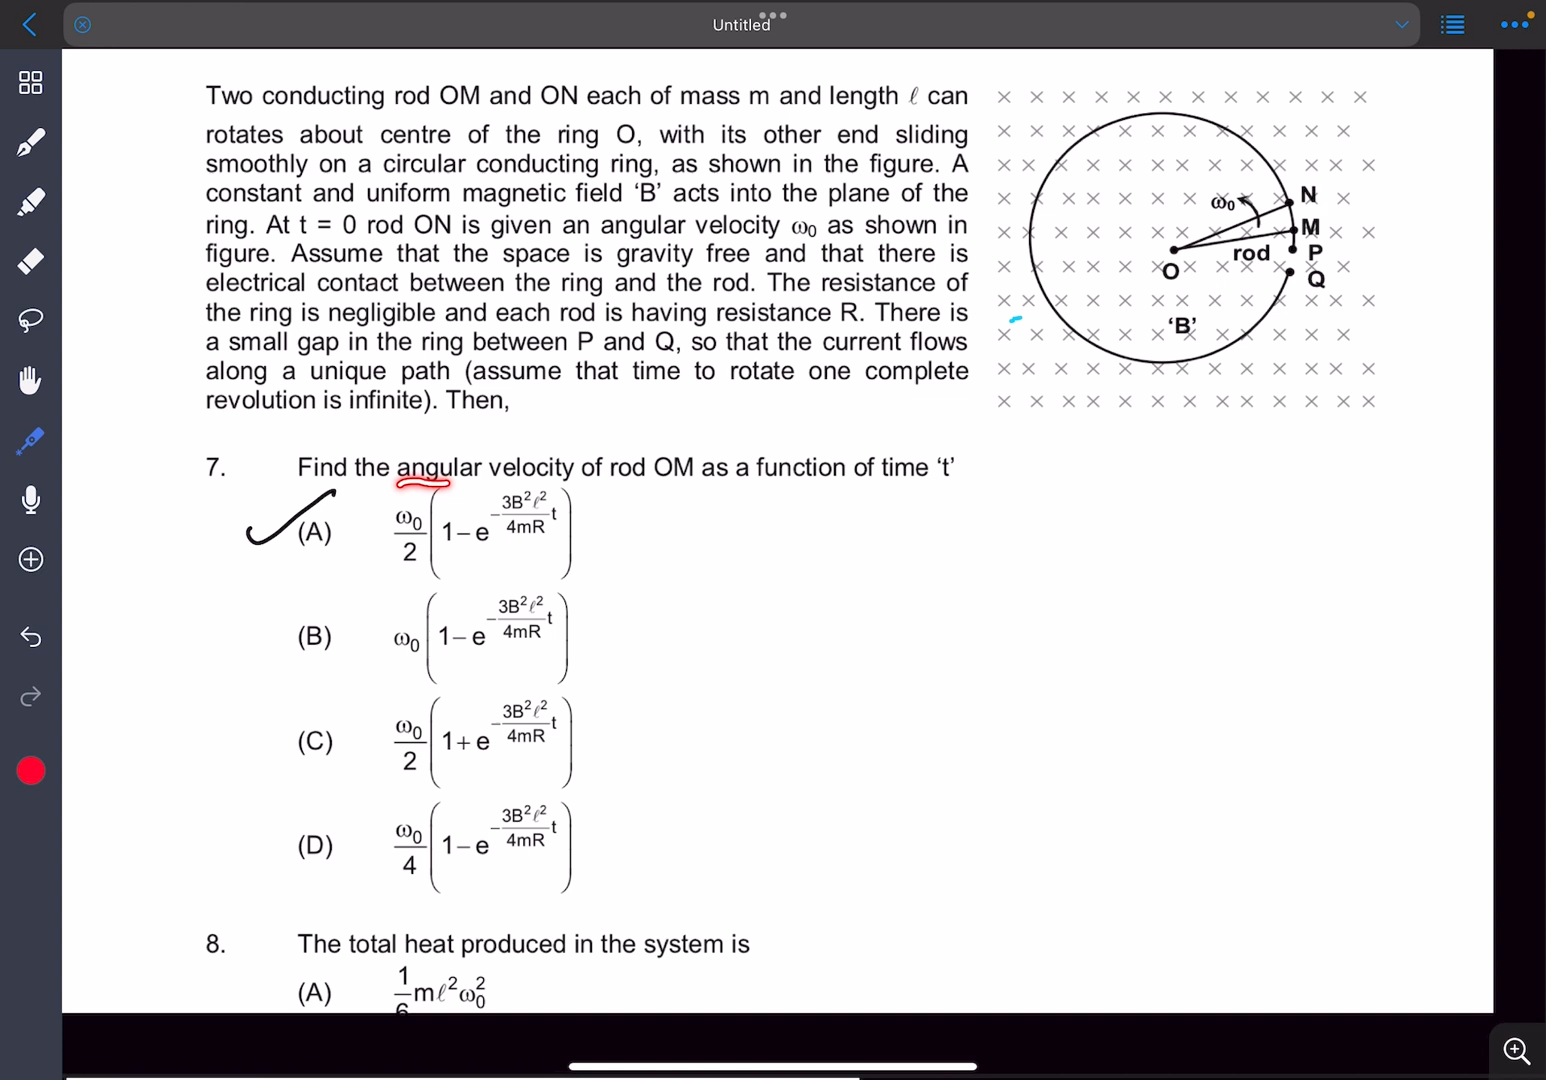 Untitled
Two conducting rod OM and ON each of mass m and length ℓ can
rotates about centre of the ring O, with its other end sliding
smoothly on a circular conducting ring, as shown in the figure. A
constant and uniform magnetic field ‘B’ acts into the plane of the
ring. At t = 0 rod ON is given an angular velocity ω₀ as shown in
figure. Assume that the space is gravity free and that there is
electrical contact between the ring and the rod. The resistance of
the ring is negligible and each rod is having resistance R. There is
a small gap in the ring between P and Q, so that the current flows
along a unique path (assume that time to rotate one complete
revolution is infinite). Then,
ω₀
N
M
rod
P
O
Q
‘B’
7. Find the angular velocity of rod OM as a function of time ‘t’
(A) ω₀/2 (1 − e^(−(3B²ℓ²/4mR)t))
(B) ω₀ (1 − e^(−(3B²ℓ²/4mR)t))
(C) ω₀/2 (1 + e^(−(3B²ℓ²/4mR)t))
(D) ω₀/4 (1 − e^(−(3B²ℓ²/4mR)t))
8. The total heat produced in the system is
(A) 1/6 mℓ²ω₀²